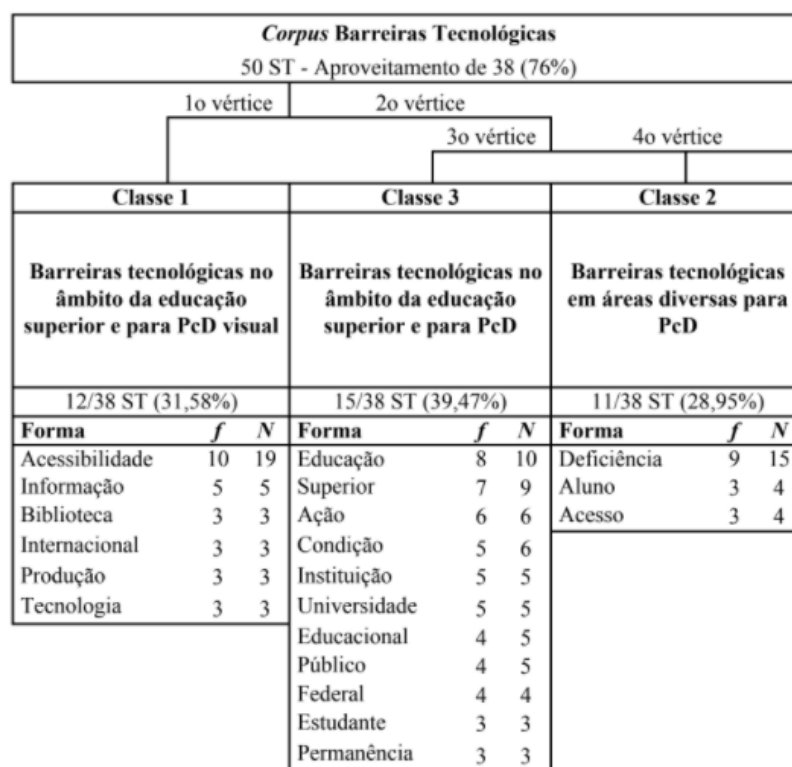 Corpus Barreiras Tecnológicas
50 ST - Aproveitamento de 38 (76%)
1o vértice 2o vértice
3o vértice 4o vértice
Classe 1 Classe 3 Classe 2
Barreiras tecnológicas no
âmbito da educação
superior e para PcD visual
Barreiras tecnológicas no
âmbito da educação
superior e para PcD
Barreiras tecnológicas
em áreas diversas para
PcD
12/38 ST (31,58%) 15/38 ST (39,47%) 11/38 ST (28,95%)
Forma f N Forma f N Forma f N
Acessibilidade 10 19 Educação 8 10 Deficiência 9 15
Informação 5 5 Superior 7 9 Aluno 3 4
Biblioteca 3 3 Ação 6 6 Acesso 3 4
Internacional 3 3 Condição 5 6
Produção 3 3 Instituição 5 5
Tecnologia 3 3 Universidade 5 5
Educacional 4 5
Público 4 5
Federal 4 4
Estudante 3 3
Permanência 3 3